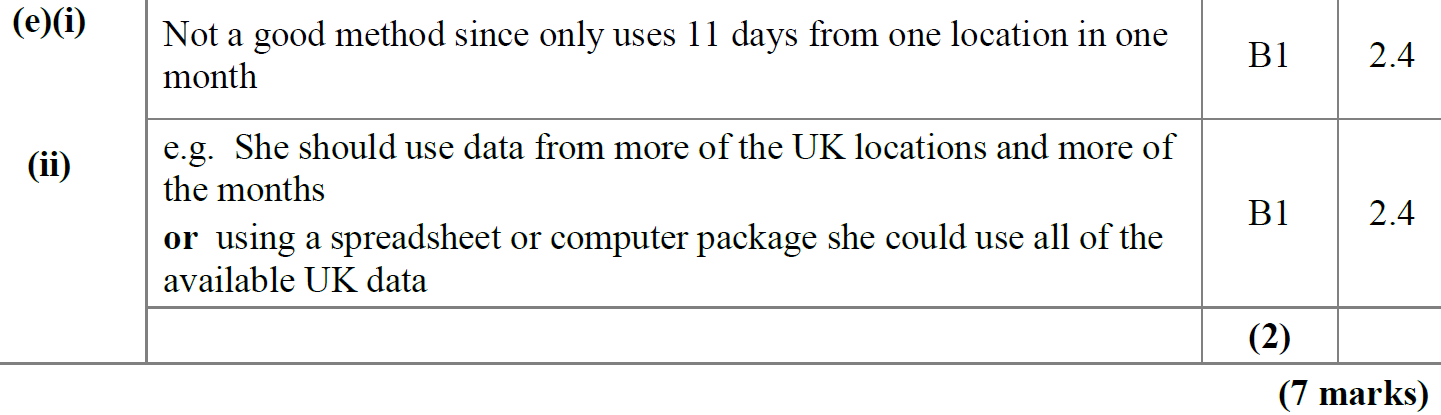 (e)(i)
Not a good method since only uses 11 days from one location in one
month
B1
2.4
(ii)
e.g. She should use data from more of the UK locations and more of
the months
or using a spreadsheet or computer package she could use all of the
available UK data
B1
2.4
(2)
(7 marks)